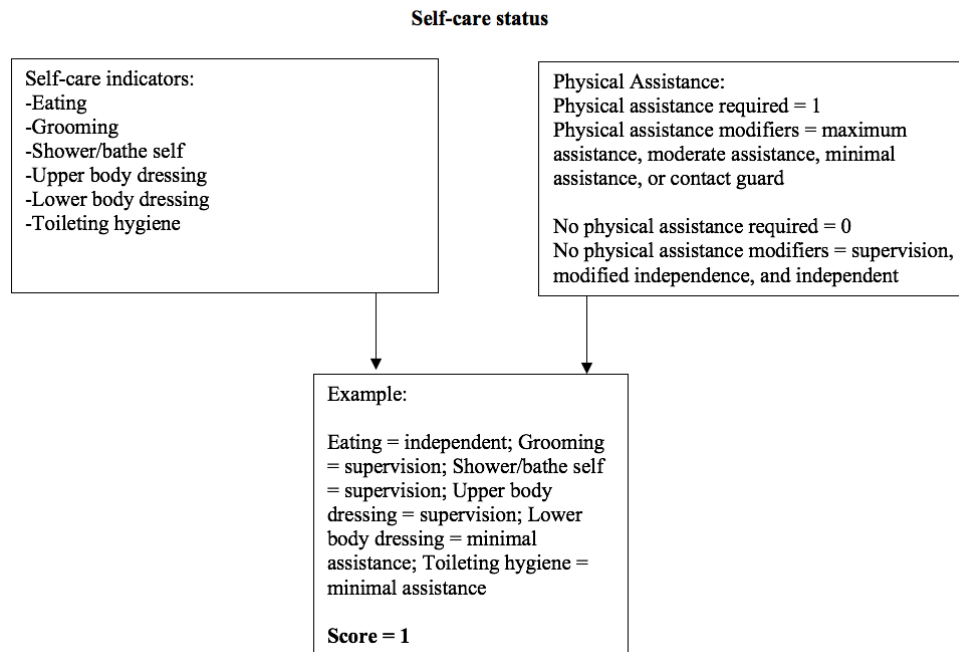 Self-care status
Self-care indicators:
-Eating
-Grooming
-Shower/bathe self
-Upper body dressing
-Lower body dressing
-Toileting hygiene
Physical Assistance:
Physical assistance required = 1
Physical assistance modifiers = maximum
assistance, moderate assistance, minimal
assistance, or contact guard
No physical assistance required = 0
No physical assistance modifiers = supervision,
modified independence, and independent
Example:
Eating = independent; Grooming
= supervision; Shower/bathe self
= supervision; Upper body
dressing = supervision; Lower
body dressing = minimal
assistance; Toileting hygiene =
minimal assistance
Score = 1